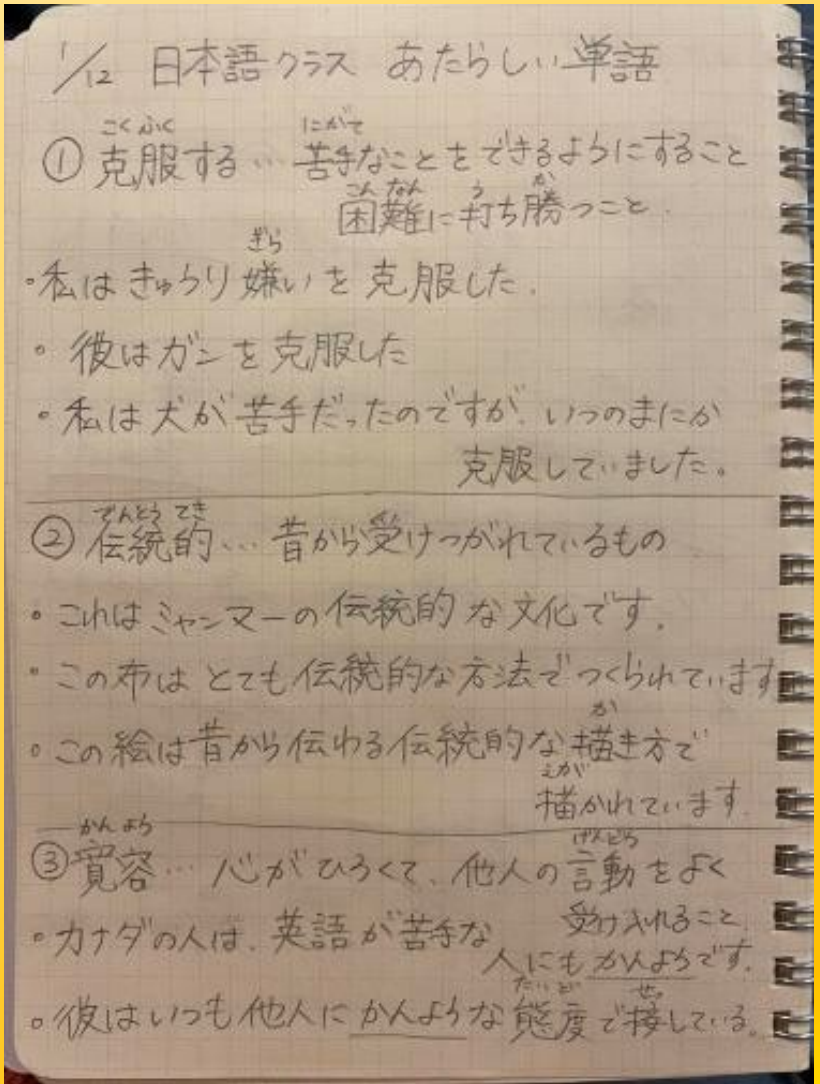 1/12 日本語クラス あたらしい単語
こくふく にがて
① 克服する… 苦手なことをできるようにすること
こんなん う か
困難に打ち勝つこと.
ぎら
・私はきゅうり嫌いを克服した.
・彼はガンを克服した
・私は犬が苦手だったのですが、いつのまにか
克服していました。
でんとうてき
② 伝統的… 昔から受けつがれているもの
・これはミャンマーの伝統的な文化です.
・この布はとても伝統的な方法でつくられています
か
・この絵は昔から伝わる伝統的な描き方で
えが
描かれています.
かんよう げんどう
③ 寛容… 心がひろくて、他人の言動をよく
受け入れること.
・カナダの人は、英語が苦手な
人にもかんようです.
たいど せっ
・彼はいつも他人にかんような態度で接している。